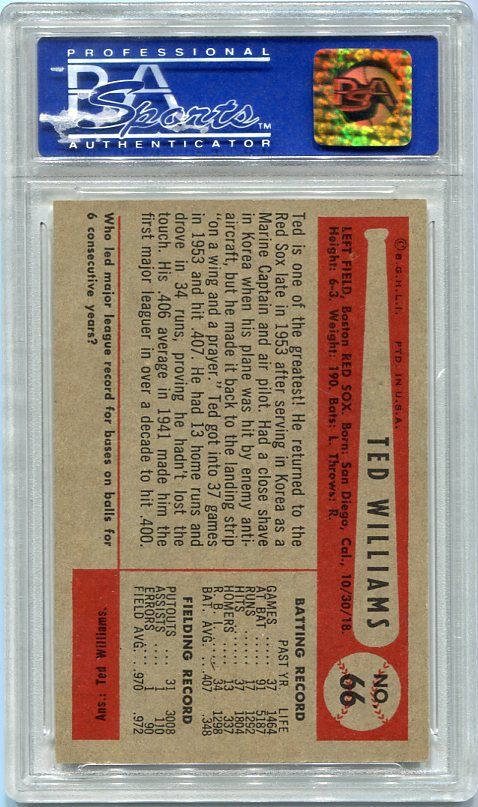 PROFESSIONAL
PSA
Sports™
AUTHENTICATOR
PSA
© B.G.H.L.I. PTD. IN U.S.A.
TED WILLIAMS
NO.
66
LEFT FIELD, Boston RED SOX. Born: San Diego, Cal., 10/30/18.
Height: 6-3. Weight: 190. Bats: L. Throws: R.
Ted is one of the greatest! He returned to the
Red Sox late in 1953 after serving in Korea as a
Marine Captain and air pilot. Had a close shave
in Korea when his plane was hit by enemy anti-
aircraft, but he made it back to the landing strip
"on a wing and a prayer." Ted got into 37 games
in 1953 and hit .407. He had 13 home runs and
drove in 34 runs, proving he hadn't lost the
touch. His .406 average in 1941 made him the
first major leaguer in over a decade to hit .400.
BATTING RECORD
PAST YR. LIFE
GAMES 37 1464
AT BAT 91 5187
RUNS 17 1292
HITS 37 1804
HOMERS 13 337
R. B. I. 34 1298
BAT. AVG. .407 .348
FIELDING RECORD
PUTOUTS 31 3008
ASSISTS 1 110
ERRORS 1 90
FIELD AVG. .970 .972
Who led major league record for bases on balls for
6 consecutive years?
Ans.: Ted Williams.